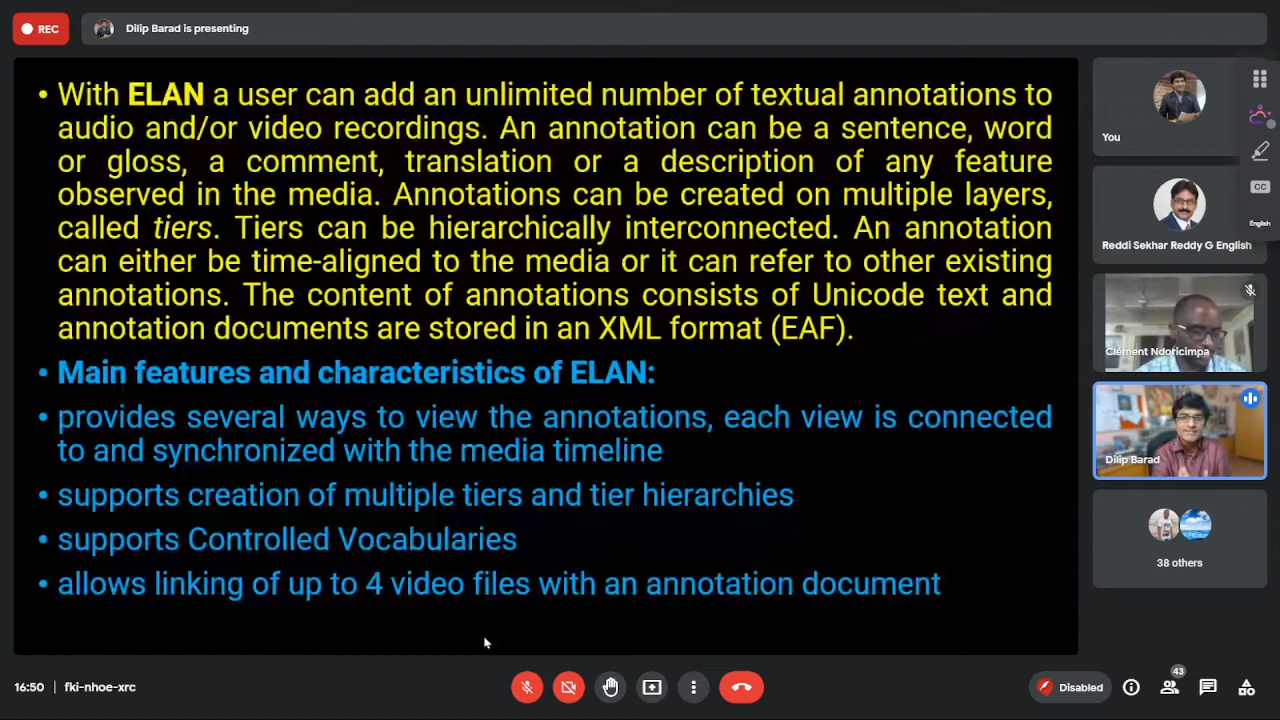 REC
Dilip Barad is presenting
• With ELAN a user can add an unlimited number of textual annotations to
audio and/or video recordings. An annotation can be a sentence, word
or gloss, a comment, translation or a description of any feature
observed in the media. Annotations can be created on multiple layers,
called tiers. Tiers can be hierarchically interconnected. An annotation
can either be time-aligned to the media or it can refer to other existing
annotations. The content of annotations consists of Unicode text and
annotation documents are stored in an XML format (EAF).
• Main features and characteristics of ELAN:
• provides several ways to view the annotations, each view is connected
to and synchronized with the media timeline
• supports creation of multiple tiers and tier hierarchies
• supports Controlled Vocabularies
• allows linking of up to 4 video files with an annotation document
You
Reddi Sekhar Reddy G English
Clément Ndoricimpa
Dilip Barad
38 others
CC
English
16:50 | fki-nhoe-xrc
Disabled
43